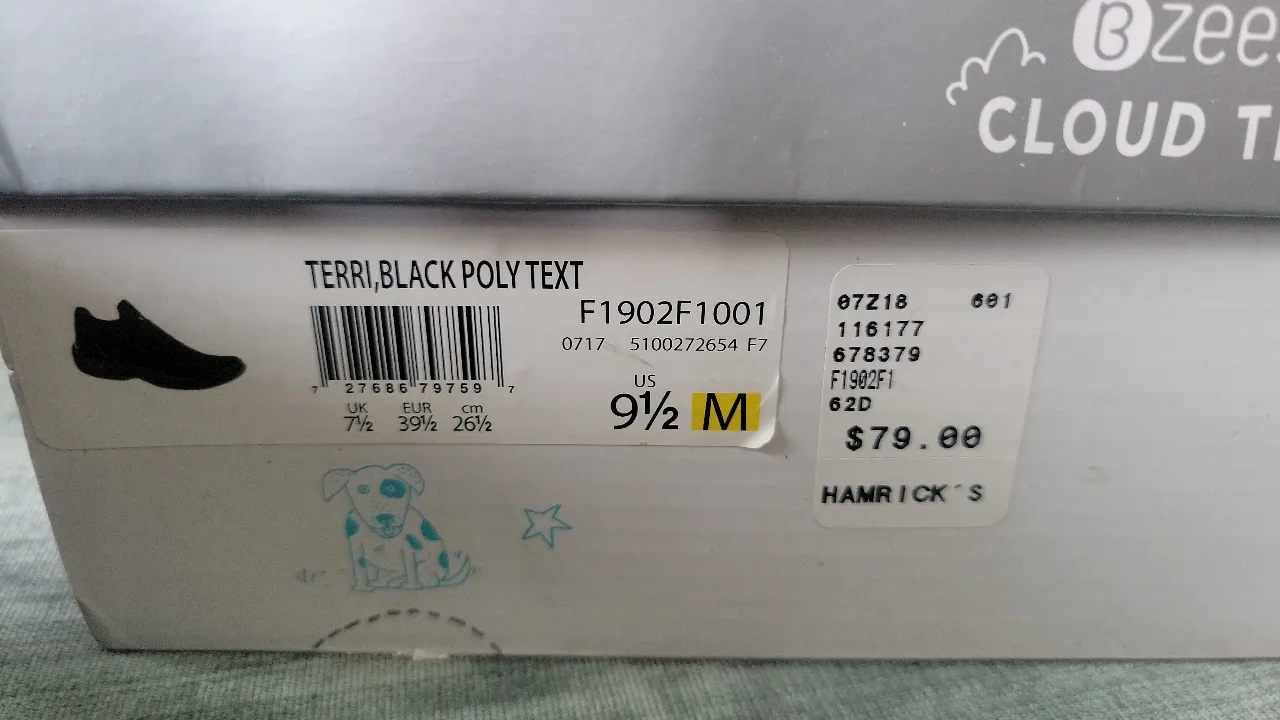 Bzees
CLOUD
TERRI,BLACK POLY TEXT
F1902F1001
0717 5100272654 F7
7 27686 79759 7
UK EUR cm
7½ 39½ 26½
US
9½ M
07Z18 601
116177
678379
F1902F1
62D
$79.00
HAMRICK´S